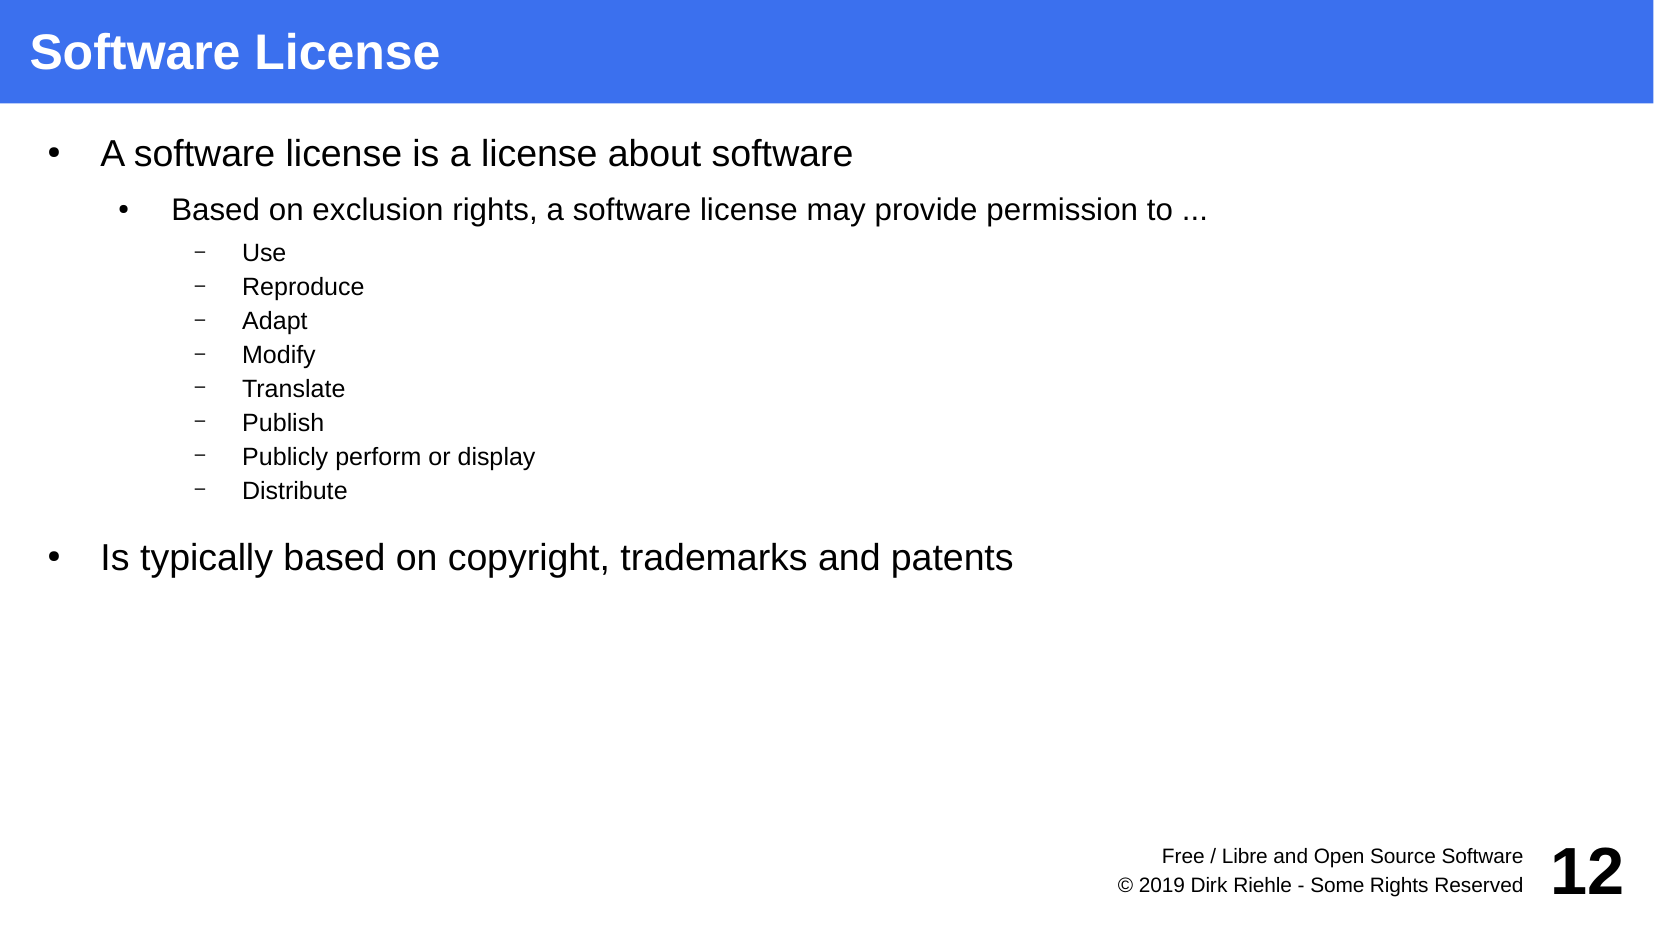 Software License
• A software license is a license about software
• Based on exclusion rights, a software license may provide permission to ...
– Use
– Reproduce
– Adapt
– Modify
– Translate
– Publish
– Publicly perform or display
– Distribute
• Is typically based on copyright, trademarks and patents
Free / Libre and Open Source Software
© 2019 Dirk Riehle - Some Rights Reserved
12